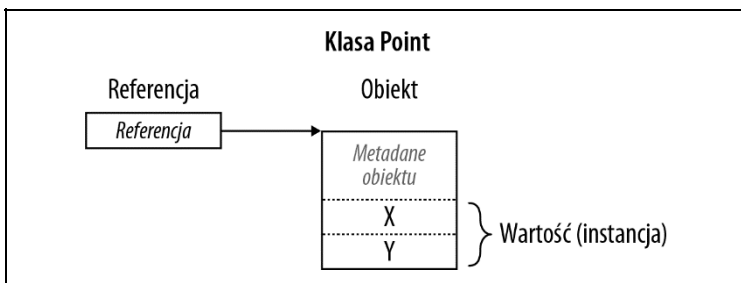 Klasa Point
Referencja
Obiekt
Referencja
Metadane
obiektu
X
Y
Wartość (instancja)